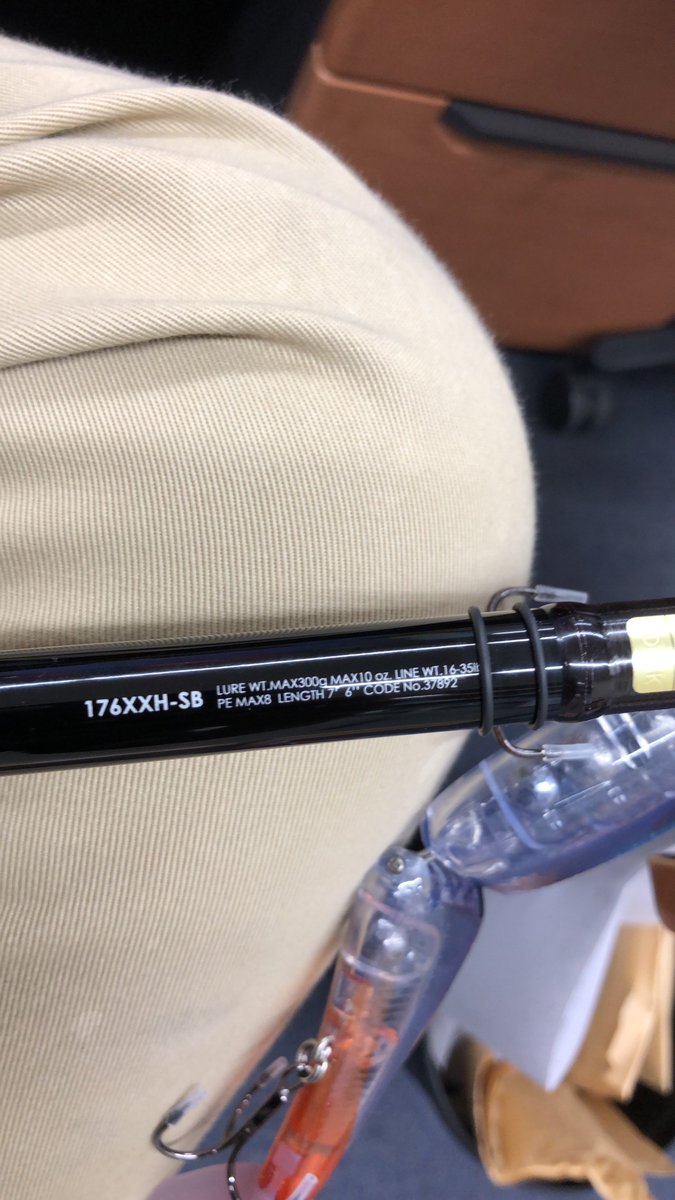 176XXH-SB
LURE WT.MAX300g MAX10 oz. LINE WT.16-35lb
PE MAX8 LENGTH 7' 6'' CODE No.37892